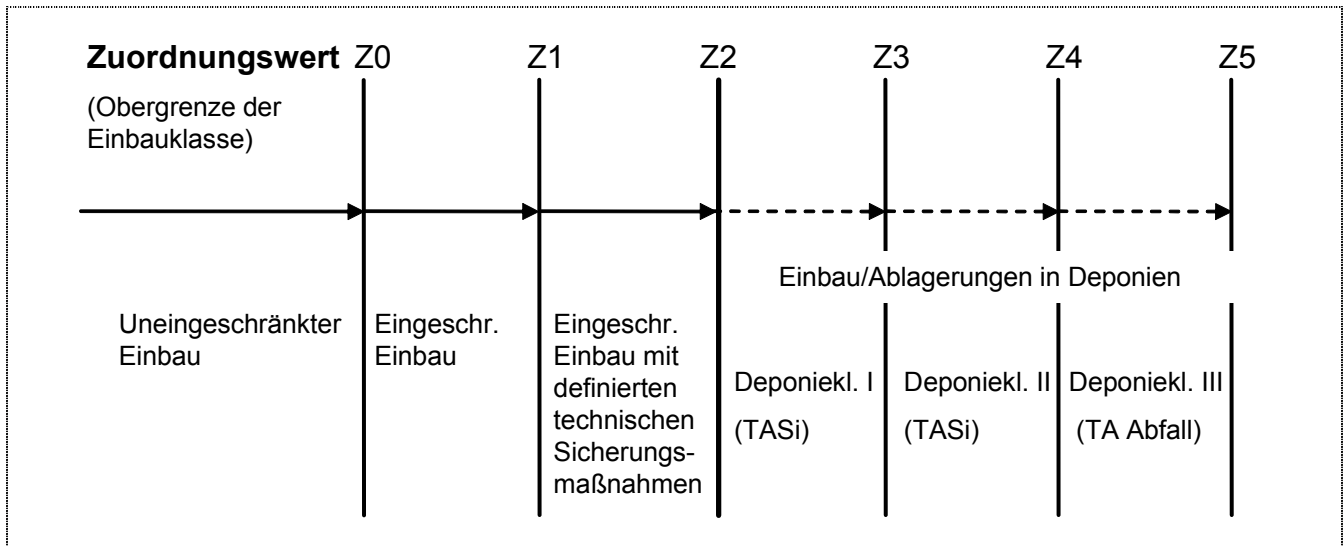 Zuordnungswert Z0 Z1 Z2 Z3 Z4 Z5
(Obergrenze der
Einbauklasse)
Einbau/Ablagerungen in Deponien
Uneingeschränkter
Einbau
Eingeschr.
Einbau
Eingeschr.
Einbau mit
definierten
technischen
Sicherungs-
maßnahmen
Deponiekl. I
(TASi)
Deponiekl. II
(TASi)
Deponiekl. III
(TA Abfall)